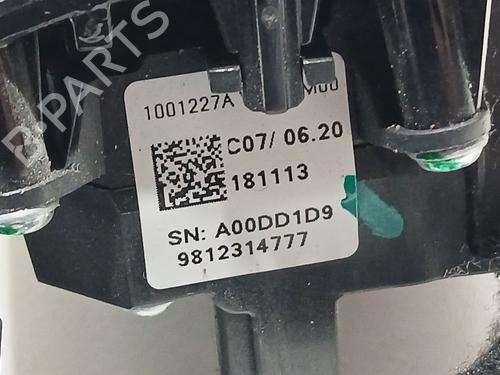 B-PARTS
1001227A
C07/ 06.20
181113
SN: A00DD1D9
9812314777